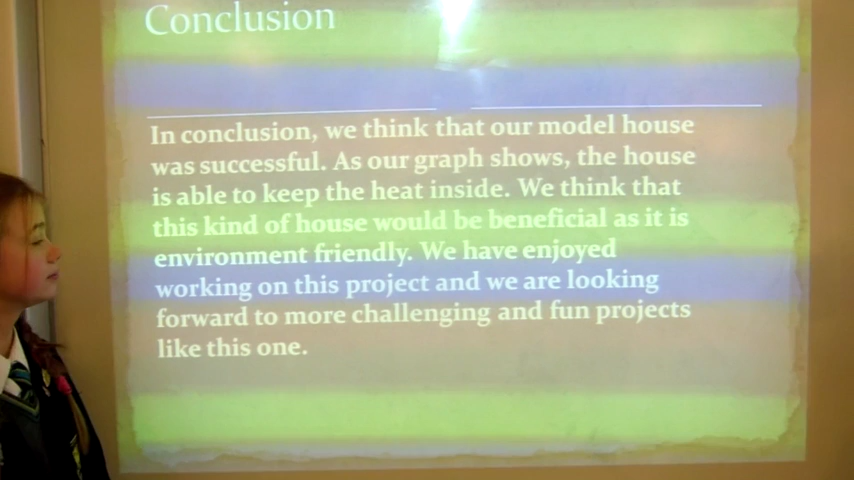 Conclusion
In conclusion, we think that our model house
was successful. As our graph shows, the house
is able to keep the heat inside. We think that
this kind of house would be beneficial as it is
environment friendly. We have enjoyed
working on this project and we are looking
forward to more challenging and fun projects
like this one.